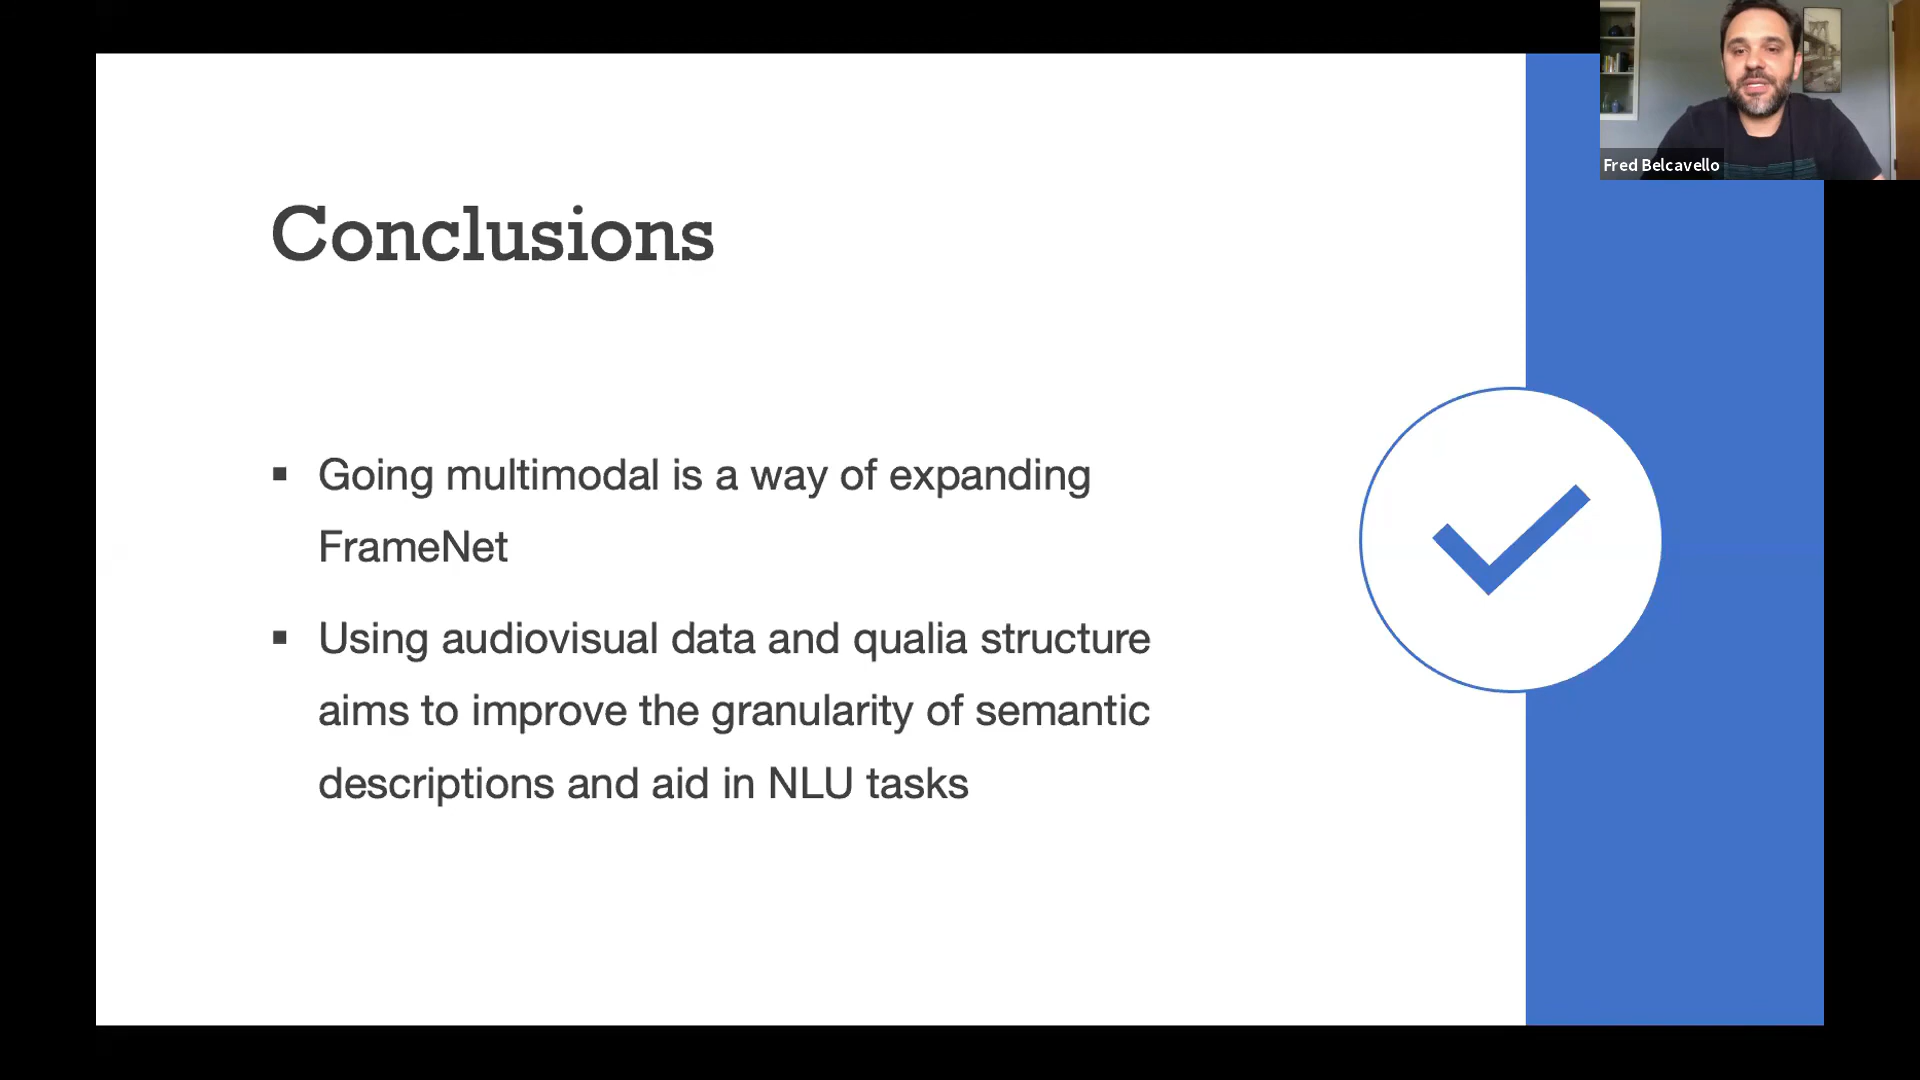 Fred Belcavello
Conclusions
▪ Going multimodal is a way of expanding
FrameNet
▪ Using audiovisual data and qualia structure
aims to improve the granularity of semantic
descriptions and aid in NLU tasks